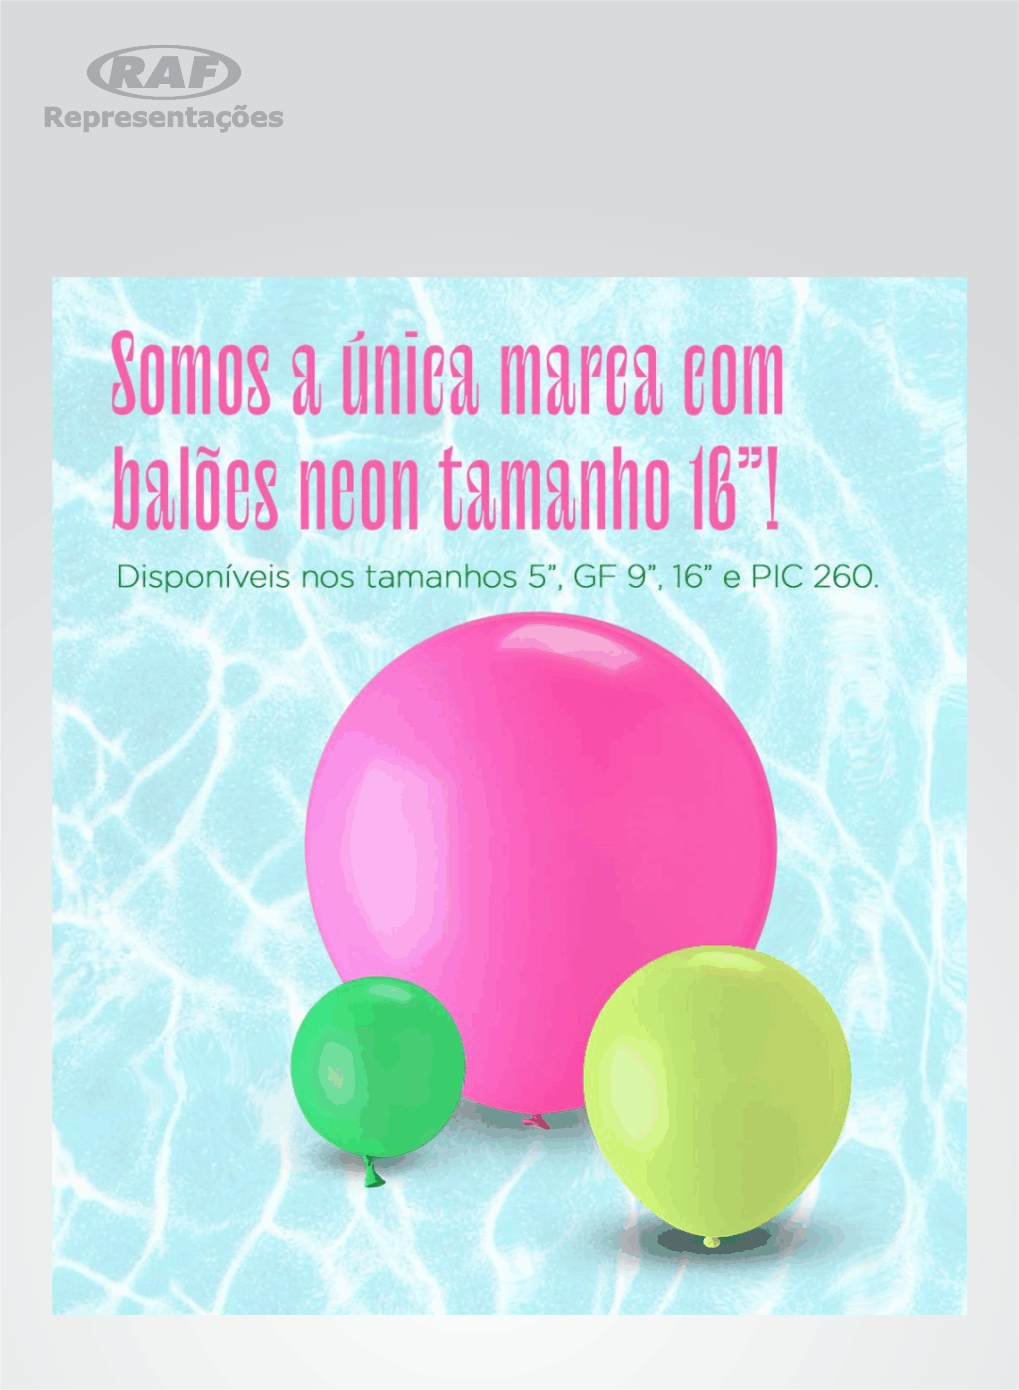 RAF
Representações
Somos a única marca com
balões neon tamanho 16”!
Disponíveis nos tamanhos 5”, GF 9”, 16” e PIC 260.